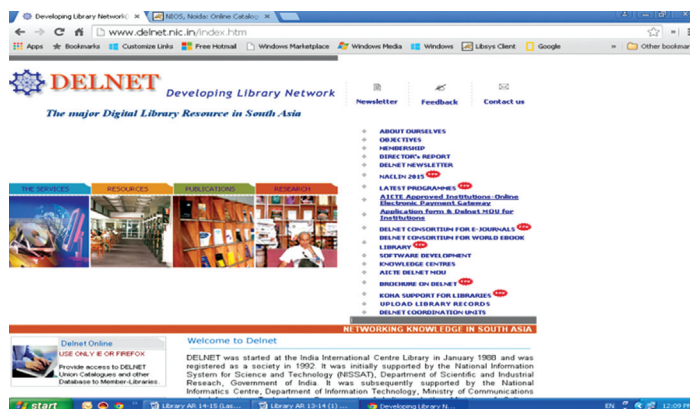 Developing Library Network: NIOS, Noida: Online Catalog
www.delnet.nic.in/index.htm
Apps Bookmarks Customize Links Free Hotmail Windows Marketplace Windows Media Windows Libsys Client Google » Other bookmar
DELNET Developing Library Network
The major Digital Library Resource in South Asia
Newsletter Feedback Contact us
ABOUT OURSELVES
OBJECTIVES
MEMBERSHIP
DIRECTOR's REPORT
DELNET NEWSLETTER
NACLIN 2015
LATEST PROGRAMMES
AICTE Approved Institutions-Online
Electronic Payment Gateway
Application form & Delnet MOU for
Institutions
DELNET CONSORTIUM FOR E-JOURNALS
DELNET CONSORTIUM FOR WORLD EBOOK
LIBRARY
SOFTWARE DEVELOPMENT
KNOWLEDGE CENTRES
AICTE DELNET MOU
BROCHURE ON DELNET
KOHA SUPPORT FOR LIBRARIES
UPLOAD LIBRARY RECORDS
DELNET COORDINATION UNITS
THE SERVICES RESOURCES PUBLICATIONS RESEARCH
NETWORKING KNOWLEDGE IN SOUTH ASIA
Delnet Online
USE ONLY IE OR FIREFOX
Provide access to DELNET
Union Catalogues and other
Database to Member-Libraries.
Welcome to Delnet
DELNET was started at the India International Centre Library in January 1988 and was
registered as a society in 1992. It was initially supported by the National Information
System for Science and Technology (NISSAT), Department of Scientific and Industrial
Research, Government of India. It was subsequently supported by the National
Informatics Centre, Department of Information Technology, Ministry of Communications
start Library AR 14-15 (Las... Library AR 13-14 (1) ... Developing Library N... EN 12:09 PM